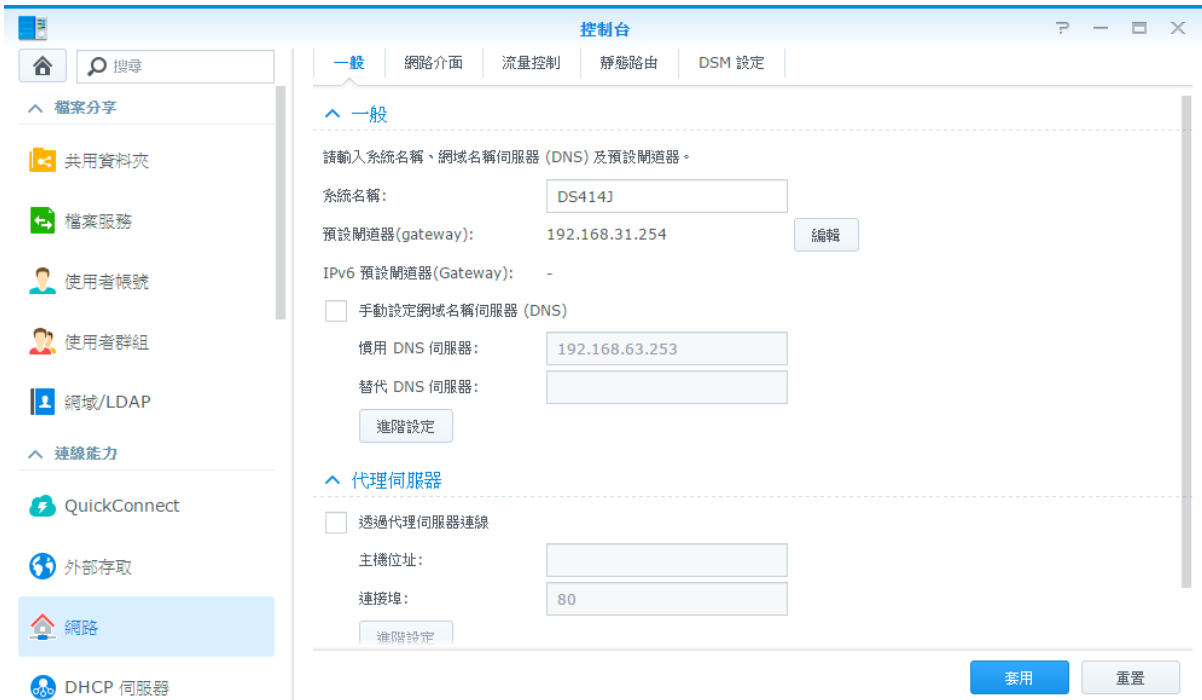 控制台
搜尋
檔案分享
共用資料夾
檔案服務
使用者帳號
使用者群組
網域/LDAP
連線能力
QuickConnect
外部存取
網路
DHCP 伺服器
一般 網路介面 流量控制 靜態路由 DSM 設定
一般
請輸入系統名稱、網域名稱伺服器 (DNS) 及預設閘道器。
系統名稱: DS414J
預設閘道器(gateway): 192.168.31.254 編輯
IPv6 預設閘道器(Gateway): -
手動設定網域名稱伺服器 (DNS)
慣用 DNS 伺服器: 192.168.63.253
替代 DNS 伺服器:
進階設定
代理伺服器
透過代理伺服器連線
主機位址:
連接埠: 80
進階設定
套用 重置